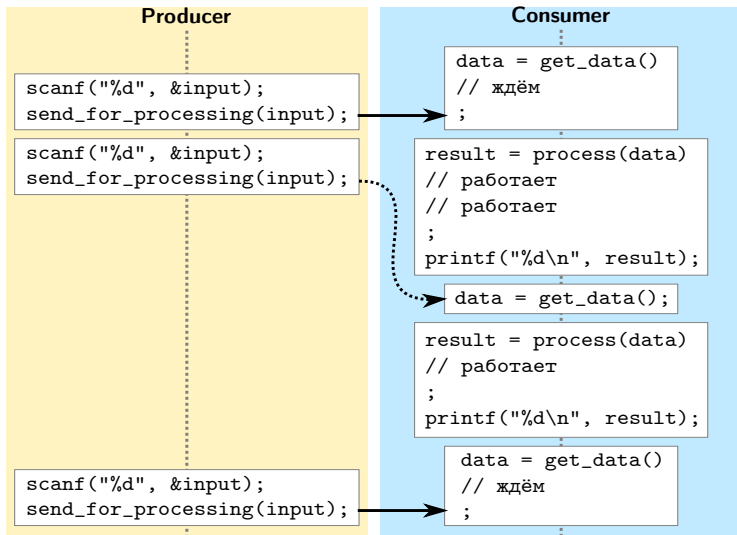 Producer
scanf("%d", &input);
send_for_processing(input);
scanf("%d", &input);
send_for_processing(input);
scanf("%d", &input);
send_for_processing(input);
Consumer
data = get_data()
// ждём
;
result = process(data)
// работает
// работает
;
printf("%d\n", result);
data = get_data();
result = process(data)
// работает
;
printf("%d\n", result);
data = get_data()
// ждём
;